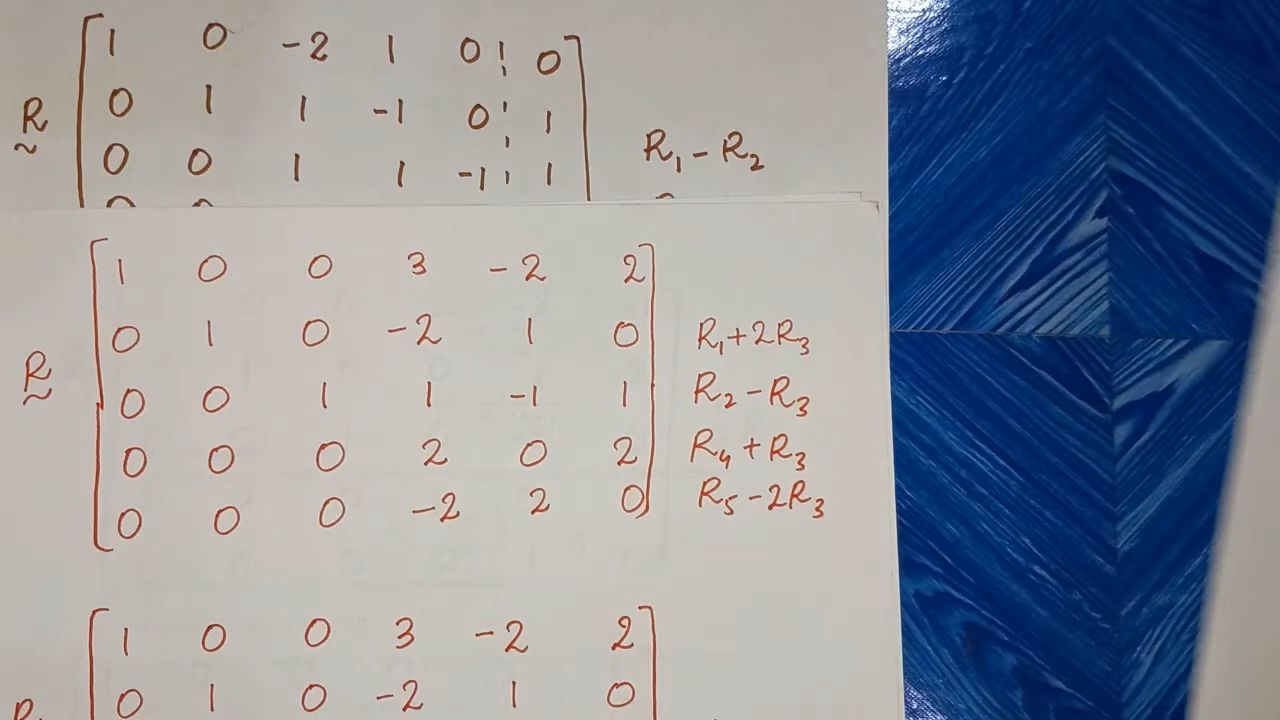 1 0 -2 1 0 ¦ 0
R ~ 0 1 1 -1 0 ¦ 1
0 0 1 1 -1 ¦ 1 R₁ - R₂
1 0 0 3 -2 2
0 1 0 -2 1 0 R₁ + 2R₃
R ~ 0 0 1 1 -1 1 R₂ - R₃
0 0 0 2 0 2 R₄ + R₃
0 0 0 -2 2 0 R₅ - 2R₃
1 0 0 3 -2 2
0 1 0 -2 1 0